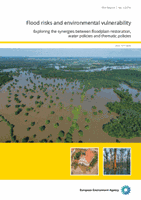 Flood risks and environmental vulnerability
Exploring the synergies between floodplain restoration,
water policies and thematic policies
European Environment Agency